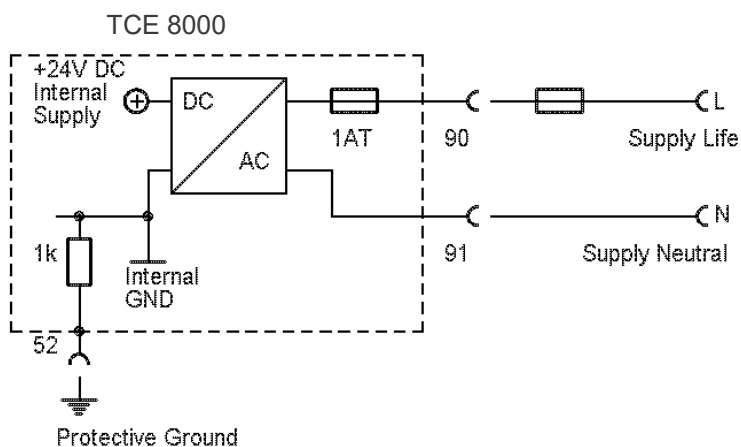 TCE 8000
+24V DC
Internal
Supply
DC
AC
1AT
90
L
Supply Life
N
91
Supply Neutral
1k
Internal
GND
52
Protective Ground